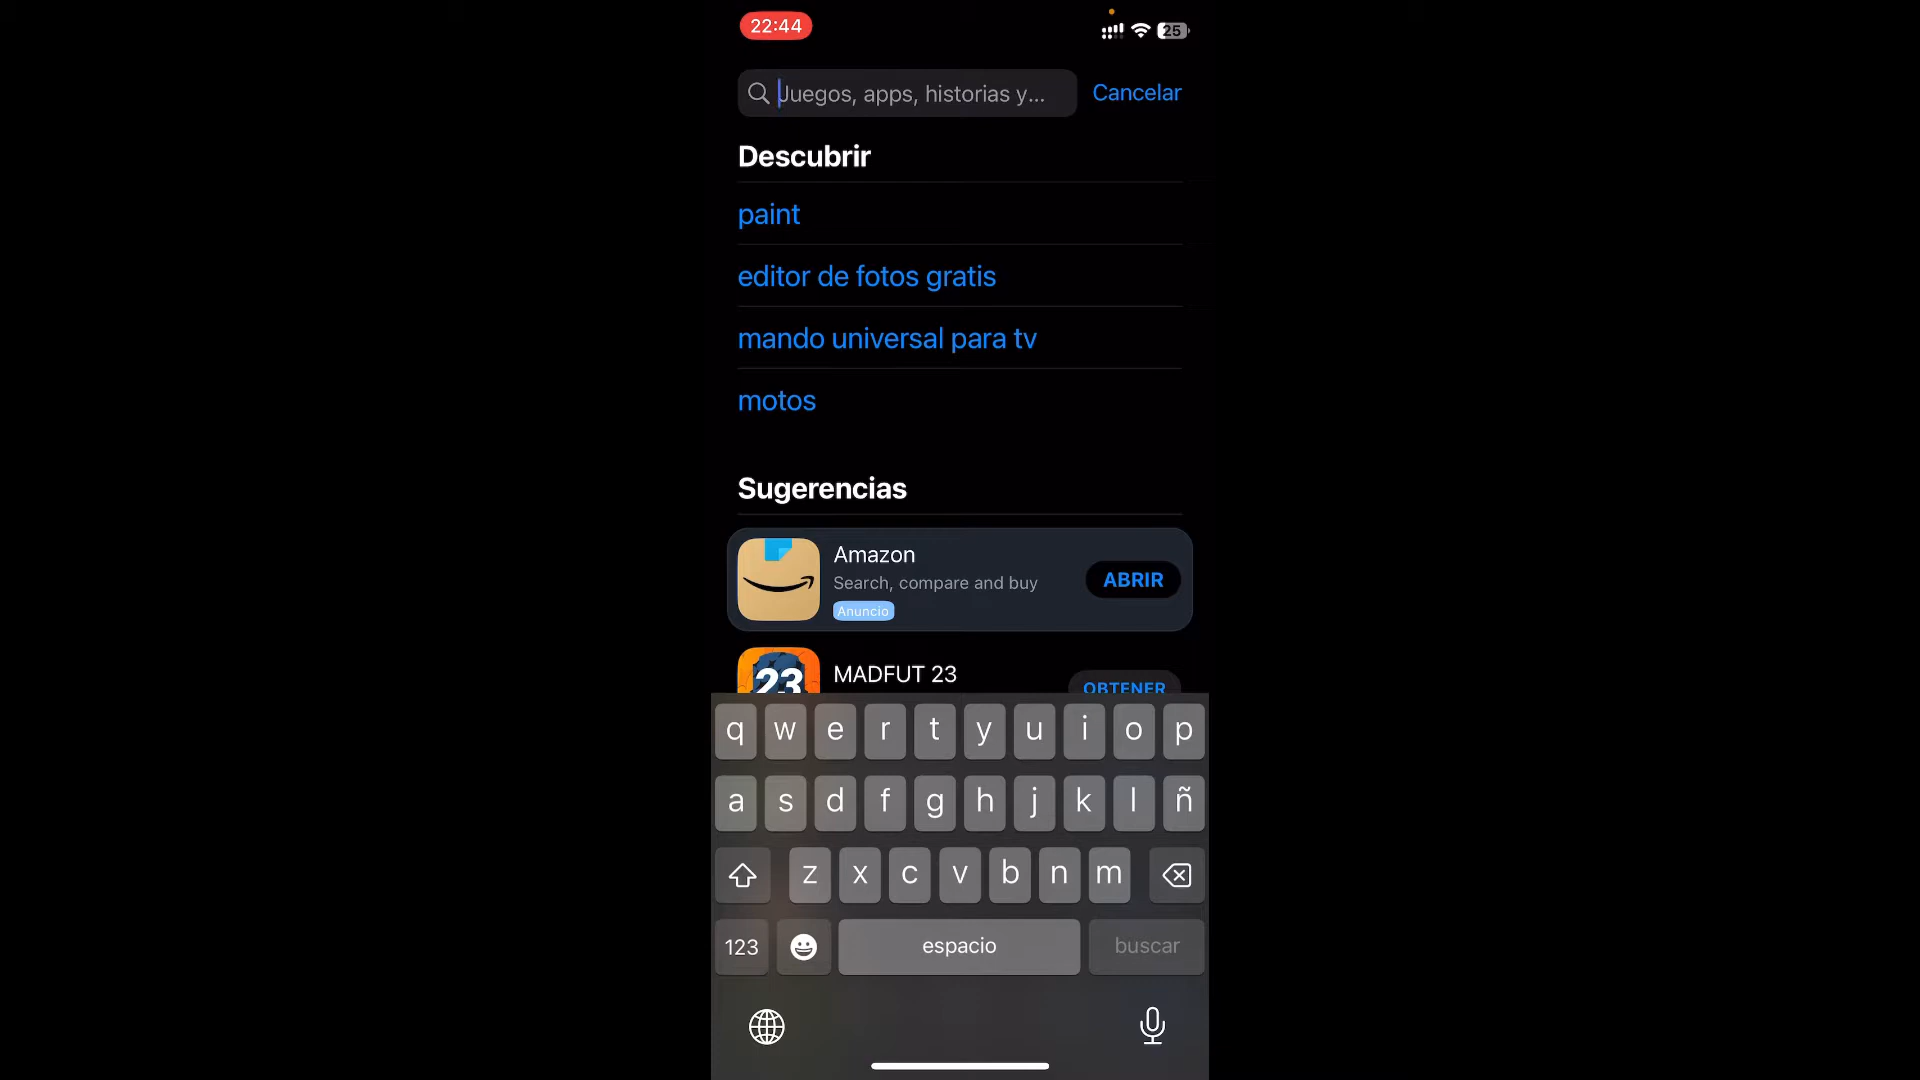 22:44
25
Juegos, apps, historias y...
Cancelar
Descubrir
paint
editor de fotos gratis
mando universal para tv
motos
Sugerencias
Amazon
Search, compare and buy
Anuncio
ABRIR
23
MADFUT 23
OBTENER
q w e r t y u i o p
a s d f g h j k l ñ
z x c v b n m
123
espacio
buscar